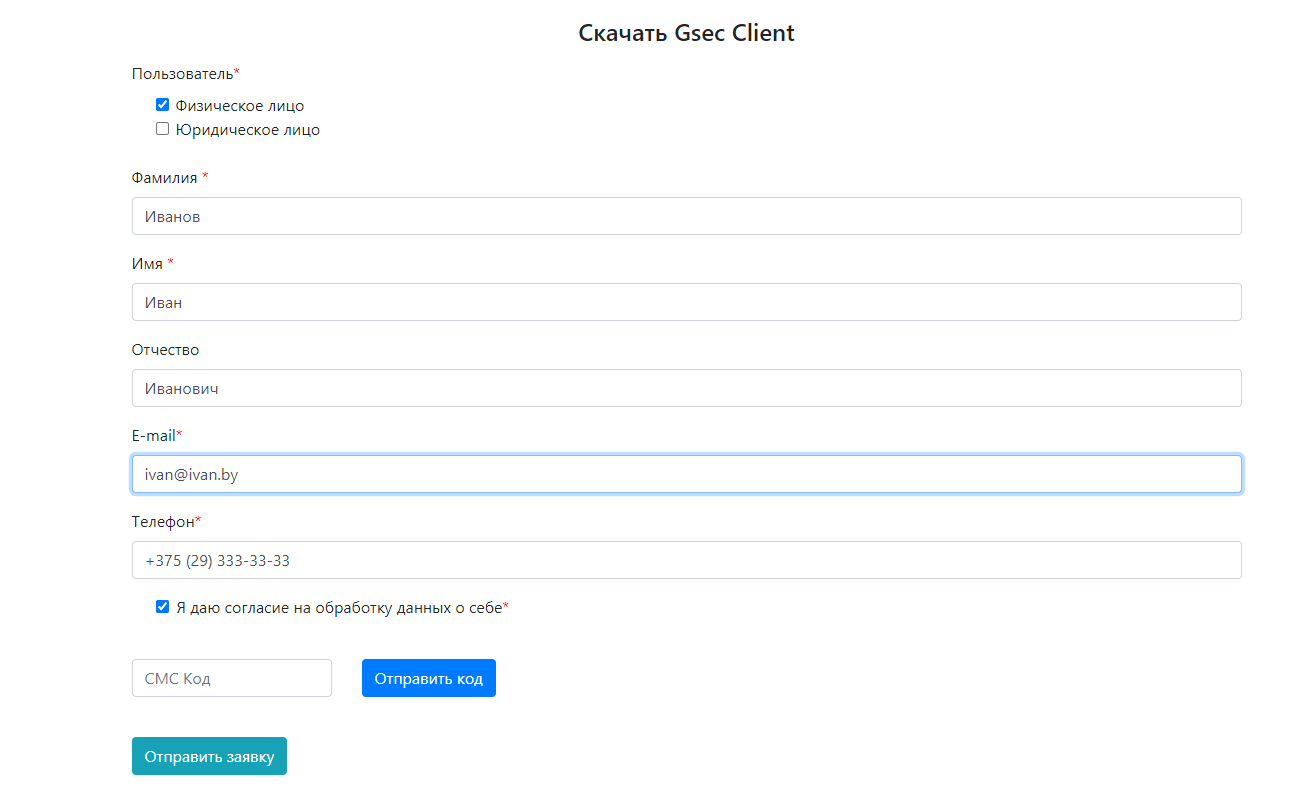 Скачать Gsec Client
Пользователь*
Физическое лицо
Юридическое лицо
Фамилия *
Иванов
Имя *
Иван
Отчество
Иванович
E-mail*
ivan@ivan.by
Телефон*
+375 (29) 333-33-33
Я даю согласие на обработку данных о себе*
СМС Код Отправить код
Отправить заявку